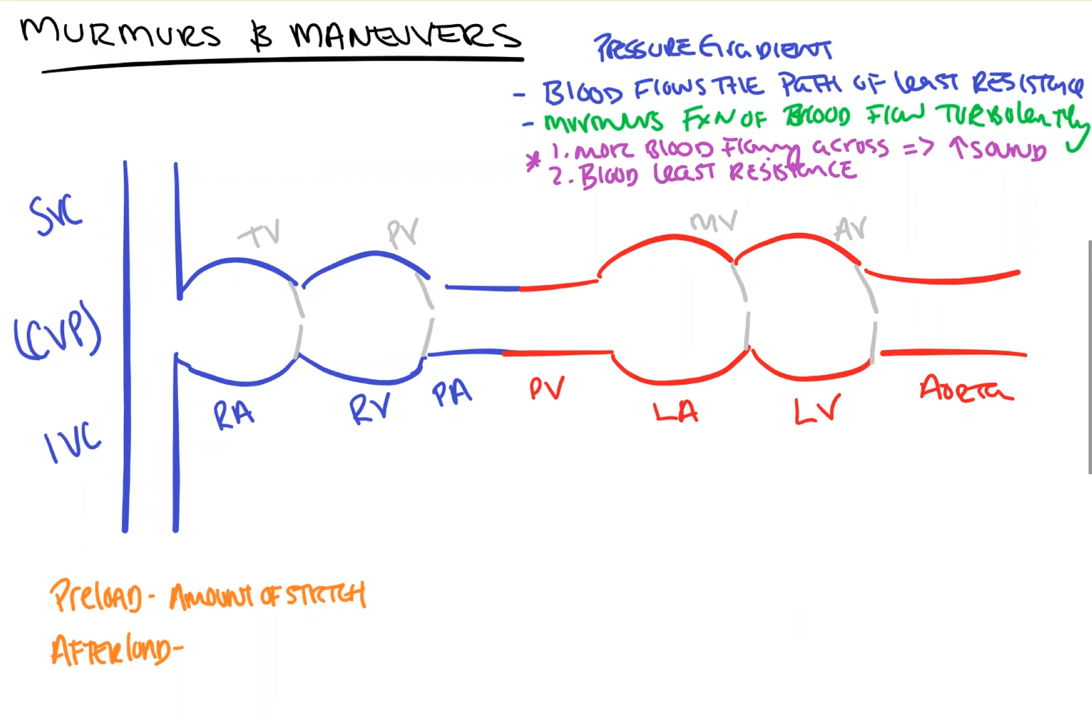 MURMURS & MANEUVERS
PRESSURE GRADIENT
- BLOOD FLOWS THE PATH OF LEAST RESISTENCE
- MURMURS FXN OF BLOOD FLOW TURBULENTLY
* 1. MORE BLOOD FLOWING ACROSS => ↑ SOUND
2. BLOOD LEAST RESISTENCE
SVC
TV
PV
MV
AV
(CVP)
RA
RV
PA
PV
LA
LV
AORTA
IVC
PRELOAD - AMOUNT OF STRETCH
AFTERLOAD -